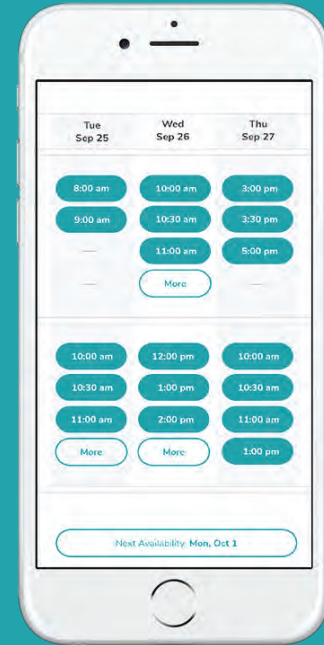 Tue Wed Thu
Sep 25 Sep 26 Sep 27
8:00 am 10:00 am 3:00 pm
9:00 am 10:30 am 3:30 pm
— 11:00 am 5:00 pm
— More —
10:00 am 12:00 pm 10:00 am
10:30 am 1:00 pm 10:30 am
11:00 am 2:00 pm 11:00 am
More More 1:00 pm
Next Availability: Mon, Oct 1